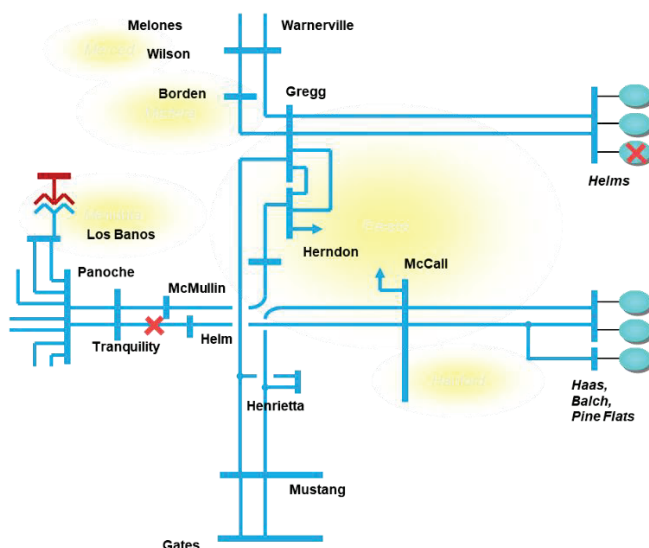 Melones
Warnerville
Wilson
Borden
Gregg
Helms
Los Banos
Herndon
Panoche
McCall
McMullin
Tranquility
Helm
Henrietta
Haas,
Balch,
Pine Flats
Mustang
Gates